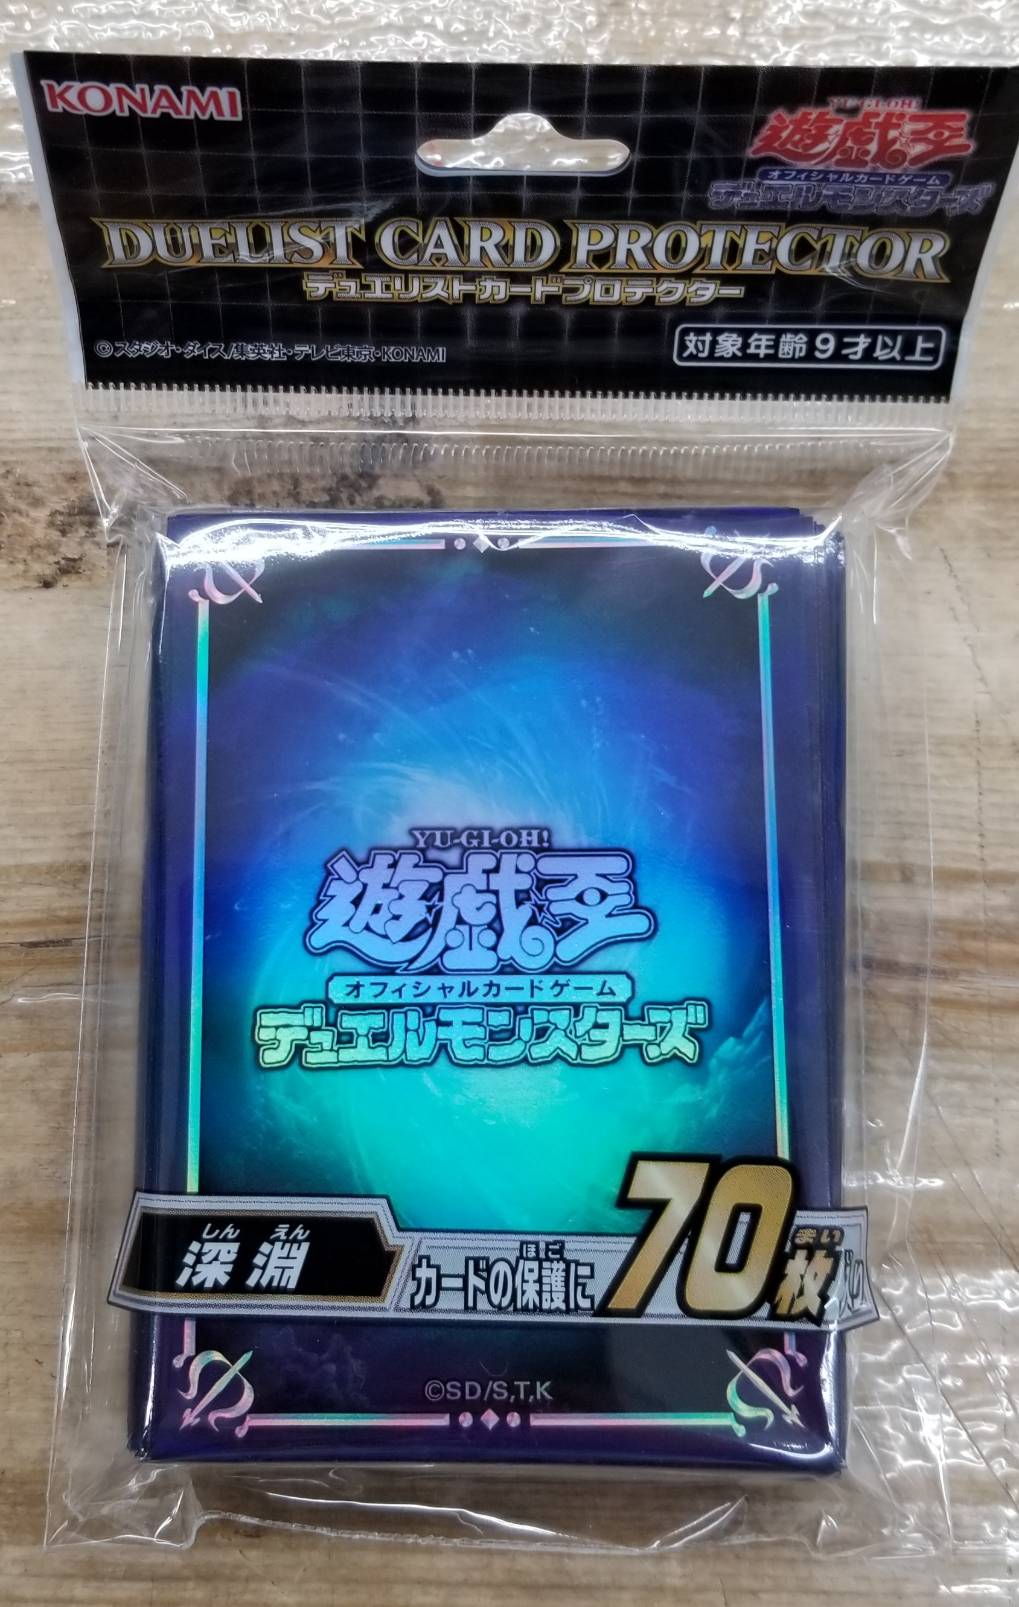 KONAMI
YU-GI-OH!
遊戯王
オフィシャルカードゲーム
デュエルモンスターズ
DUELIST CARD PROTECTOR
デュエリストカードプロテクター
©スタジオ・ダイス/集英社・テレビ東京・KONAMI
対象年齢9才以上
YU-GI-OH!
遊戯王
オフィシャルカードゲーム
デュエルモンスターズ
しん えん
深淵
ほご まい
カードの保護に70枚入り
©SD/S,T,K